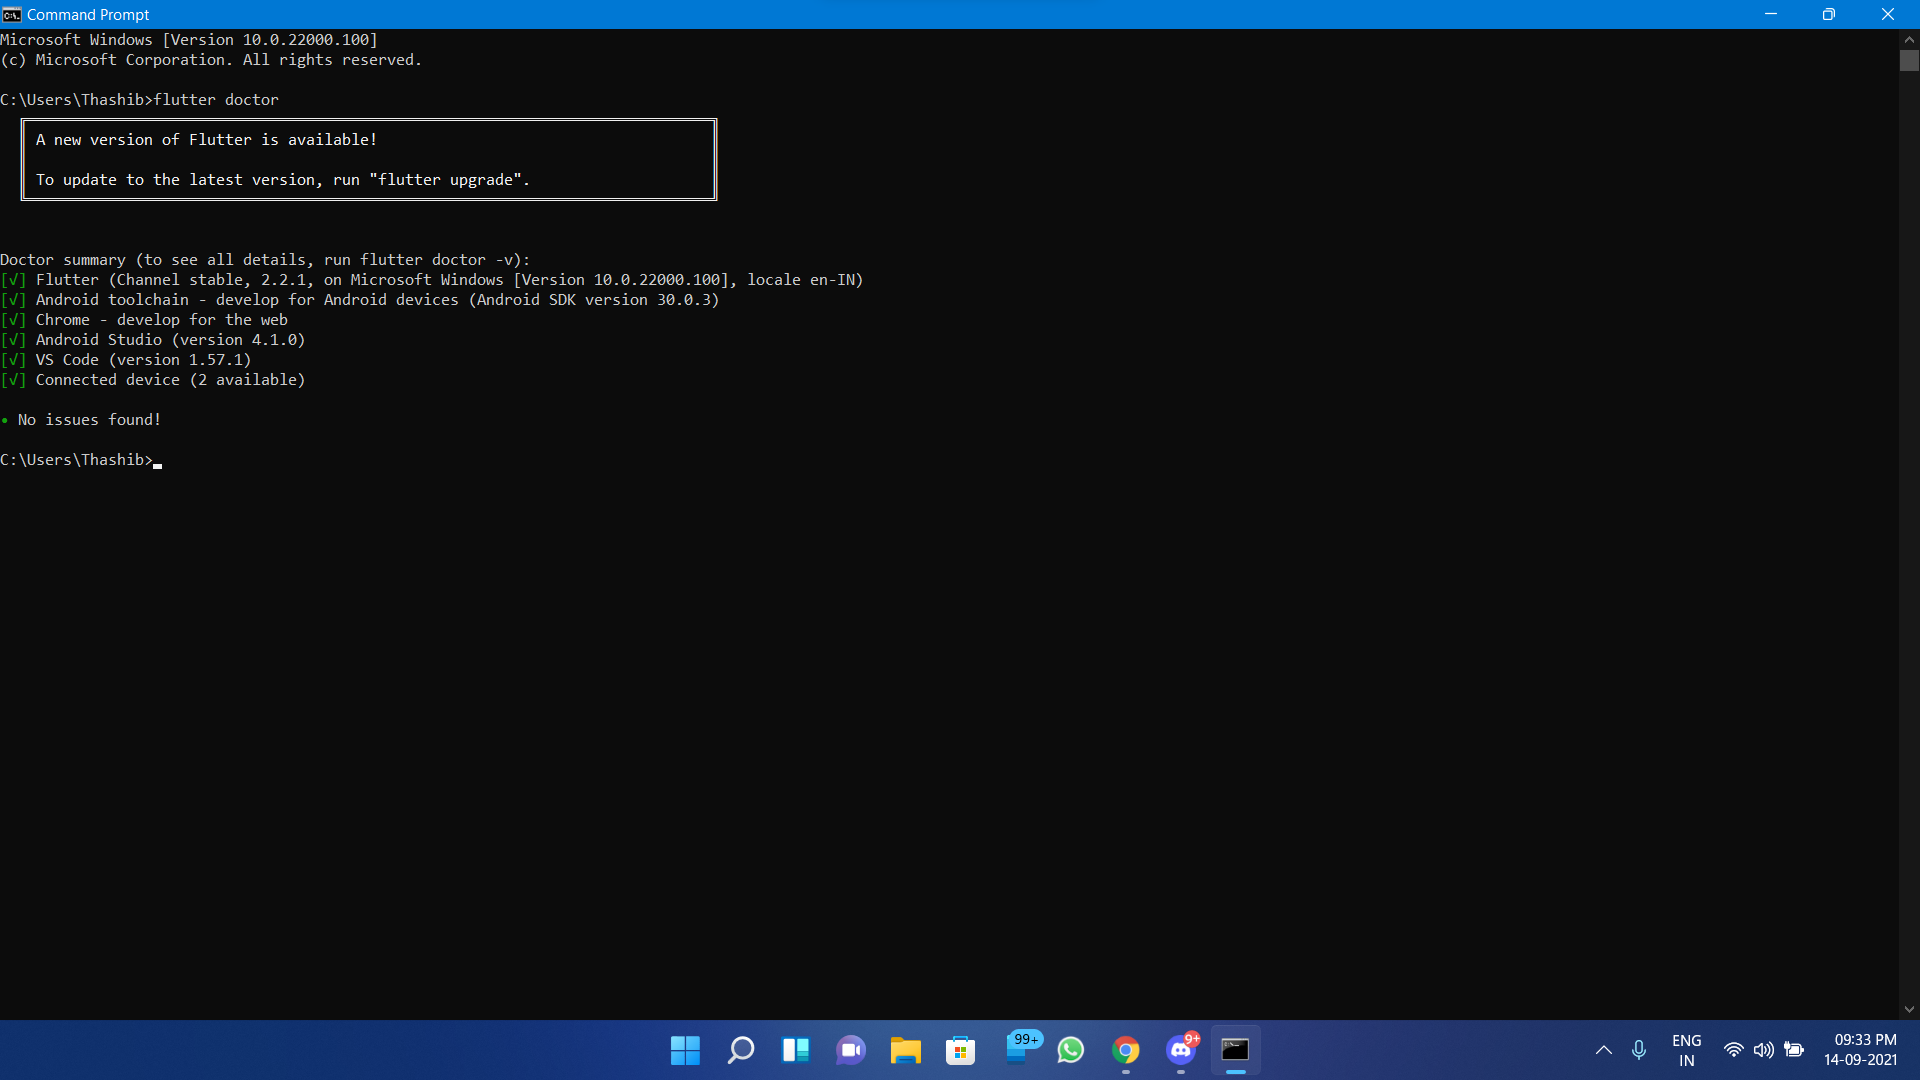 Command Prompt
Microsoft Windows [Version 10.0.22000.100]
(c) Microsoft Corporation. All rights reserved.
C:\Users\Thashib>flutter doctor
A new version of Flutter is available!
To update to the latest version, run "flutter upgrade".
Doctor summary (to see all details, run flutter doctor -v):
[√] Flutter (Channel stable, 2.2.1, on Microsoft Windows [Version 10.0.22000.100], locale en-IN)
[√] Android toolchain - develop for Android devices (Android SDK version 30.0.3)
[√] Chrome - develop for the web
[√] Android Studio (version 4.1.0)
[√] VS Code (version 1.57.1)
[√] Connected device (2 available)
• No issues found!
C:\Users\Thashib>
99+
9+
ENG
IN
09:33 PM
14-09-2021